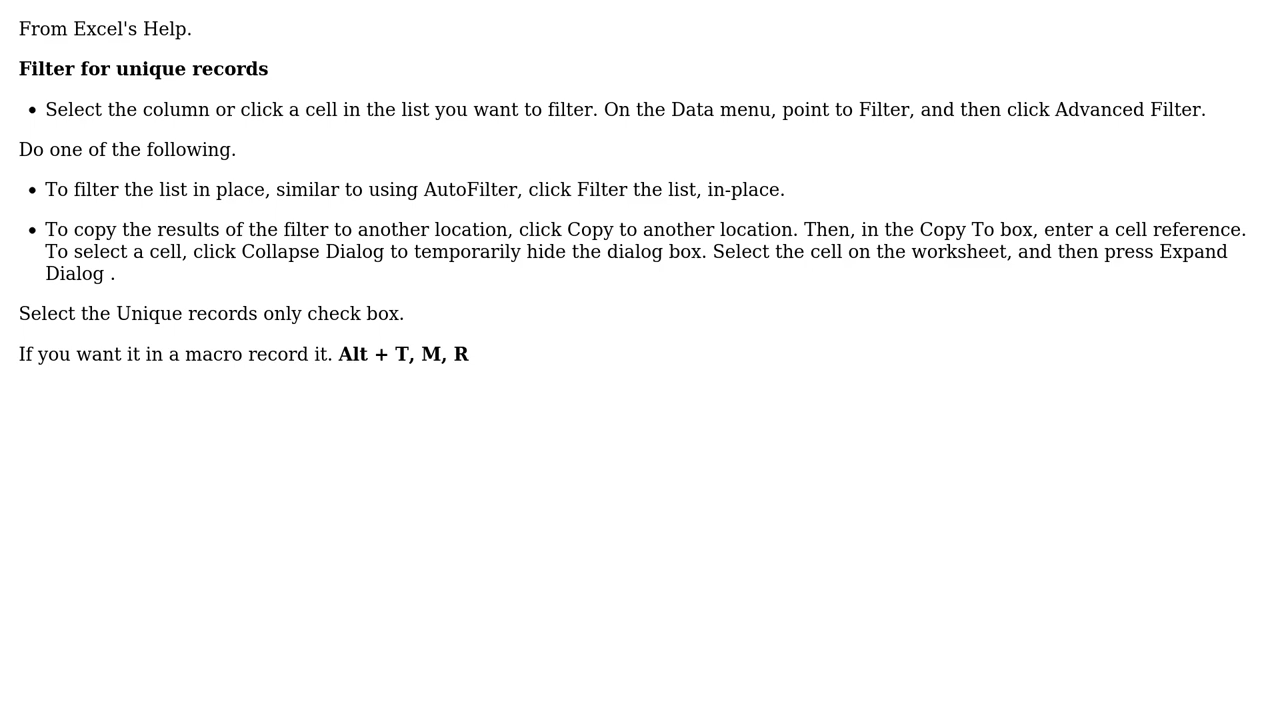 From Excel's Help.
Filter for unique records
• Select the column or click a cell in the list you want to filter. On the Data menu, point to Filter, and then click Advanced Filter.
Do one of the following.
• To filter the list in place, similar to using AutoFilter, click Filter the list, in-place.
• To copy the results of the filter to another location, click Copy to another location. Then, in the Copy To box, enter a cell reference.
To select a cell, click Collapse Dialog to temporarily hide the dialog box. Select the cell on the worksheet, and then press Expand
Dialog .
Select the Unique records only check box.
If you want it in a macro record it. Alt + T, M, R